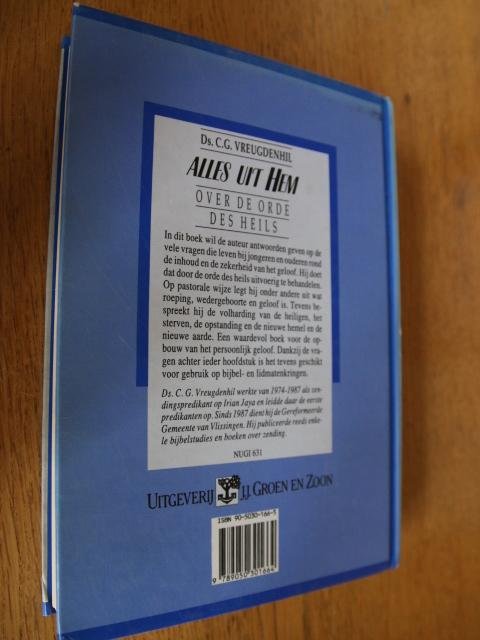 Ds. C.G. VREUGDENHIL
ALLES UIT HEM
OVER DE ORDE
DES HEILS
In dit boek wil de auteur antwoorden geven op de
vele vragen die leven bij jongeren en ouderen rond
de inhoud en de zekerheid van het geloof. Hij doet
dat door de orde des heils uitvoerig te behandelen.
Op pastorale wijze legt hij onder andere uit wat
roeping, wedergeboorte en geloof is. Tevens be-
spreekt hij de volharding van de heiligen, het
sterven, de opstanding en de nieuwe hemel en de
nieuwe aarde. Een waardevol boek voor de op-
bouw van het persoonlijk geloof. Dankzij de vra-
gen achter ieder hoofdstuk is het tevens geschikt
voor gebruik op bijbel- en lidmatenkringen.
Ds. C. G. Vreugdenhil werkte van 1974-1987 als zen-
dingspredikant op Irian Jaya en leidde daar de eerste
predikanten op. Sinds 1987 dient hij de Gereformeerde
Gemeente van Vlissingen. Hij publiceerde reeds enke-
le bijbelstudies en boeken over zending.
NUGI 631
UITGEVERIJ J.J. GROEN EN ZOON
ISBN 90-5030-166-5
9 789050 301664